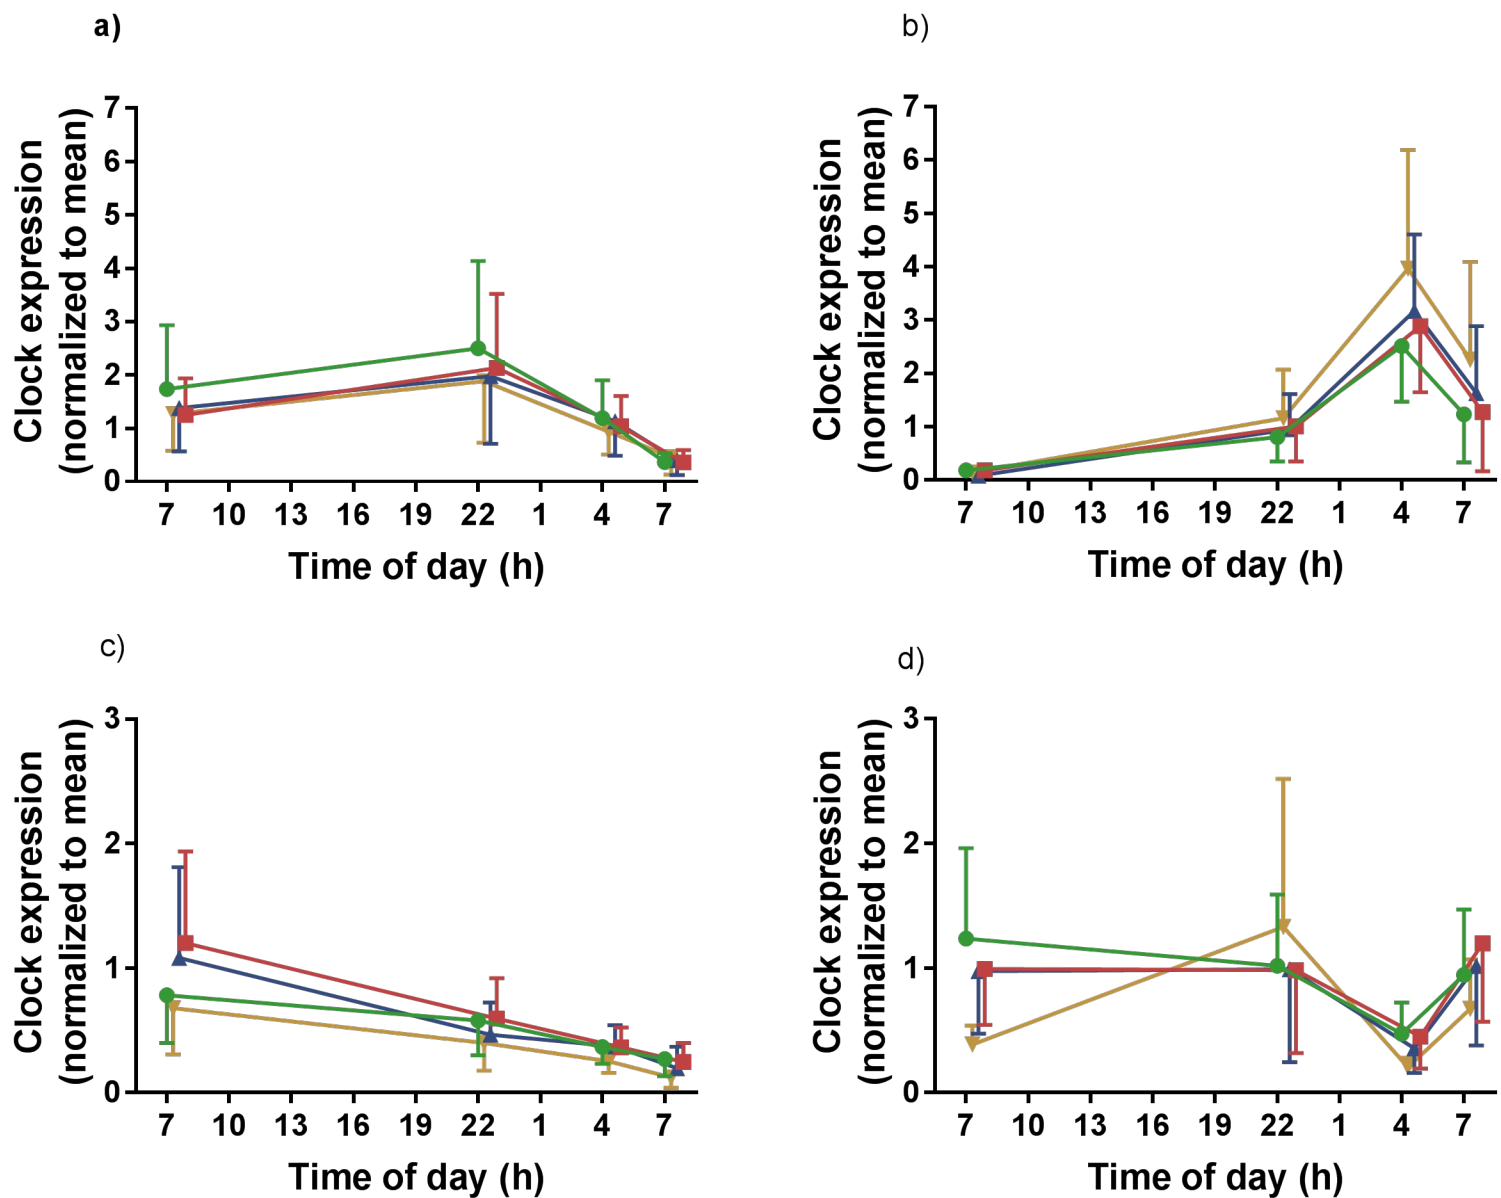 a)
Clock expression
(normalized to mean)
7
6
5
4
3
2
1
0
7 10 13 16 19 22 1 4 7
Time of day (h)
b)
Clock expression
(normalized to mean)
7
6
5
4
3
2
1
0
7 10 13 16 19 22 1 4 7
Time of day (h)
c)
Clock expression
(normalized to mean)
3
2
1
0
7 10 13 16 19 22 1 4 7
Time of day (h)
d)
Clock expression
(normalized to mean)
3
2
1
0
7 10 13 16 19 22 1 4 7
Time of day (h)